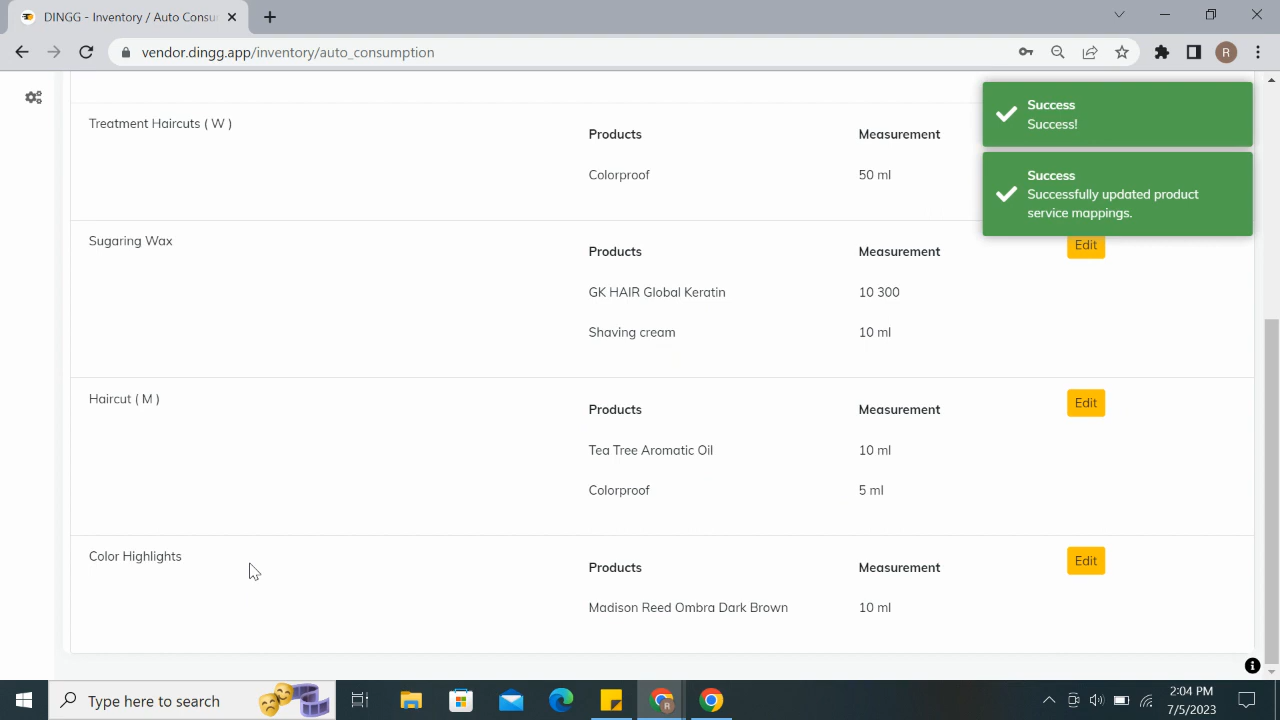 DINGG - Inventory / Auto Consu
vendor.dingg.app/inventory/auto_consumption
R
Success
Success!
Success
Successfully updated product
service mappings.
Treatment Haircuts ( W )
Products
Measurement
Colorproof
50 ml
Sugaring Wax
Products
Measurement
Edit
GK HAIR Global Keratin
10 300
Shaving cream
10 ml
Haircut ( M )
Products
Measurement
Edit
Tea Tree Aromatic Oil
10 ml
Colorproof
5 ml
Color Highlights
Products
Measurement
Edit
Madison Reed Ombra Dark Brown
10 ml
Type here to search
2:04 PM
7/5/2023